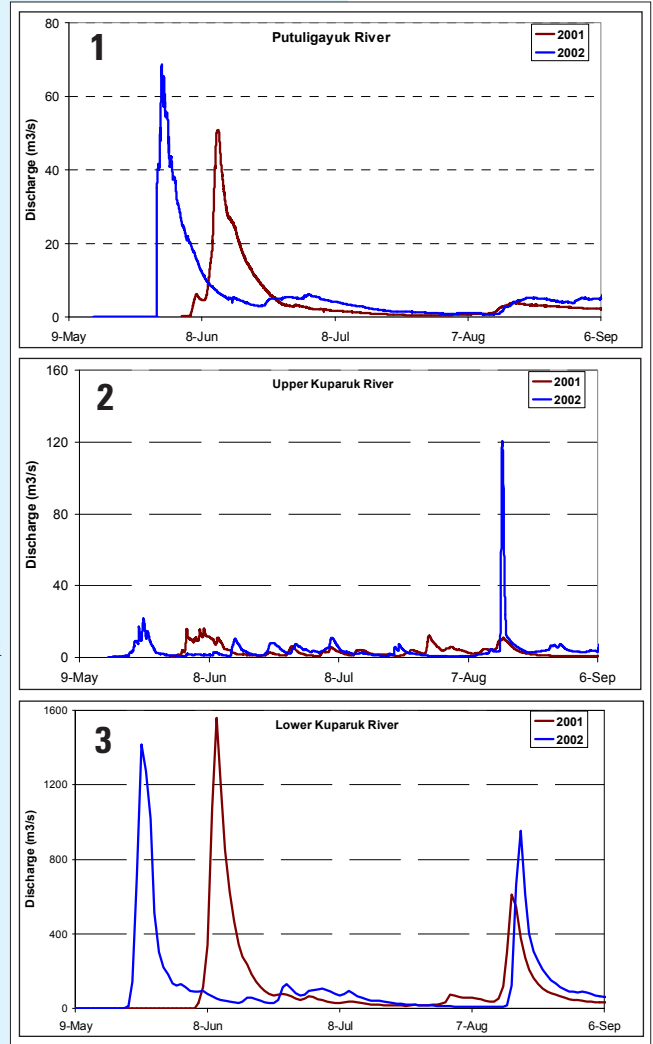 1
Putuligayuk River
2001
2002
Discharge (m3/s)
80
60
40
20
0
9-May 8-Jun 8-Jul 7-Aug 6-Sep
2
Upper Kuparuk River
2001
2002
Discharge (m3/s)
160
120
80
40
0
9-May 8-Jun 8-Jul 7-Aug 6-Sep
3
Lower Kuparuk River
2001
2002
Discharge (m3/s)
1600
1200
800
400
0
9-May 8-Jun 8-Jul 7-Aug 6-Sep